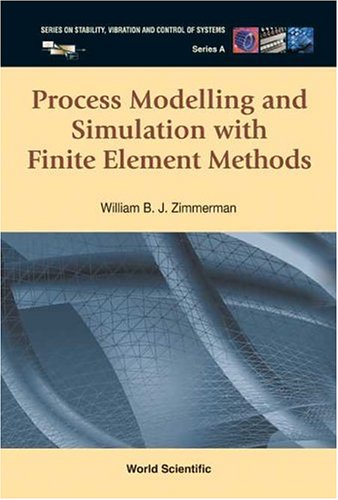 SERIES ON STABILITY, VIBRATION AND CONTROL OF SYSTEMS
Series A
Process Modelling and
Simulation with
Finite Element Methods
William B. J. Zimmerman
World Scientific